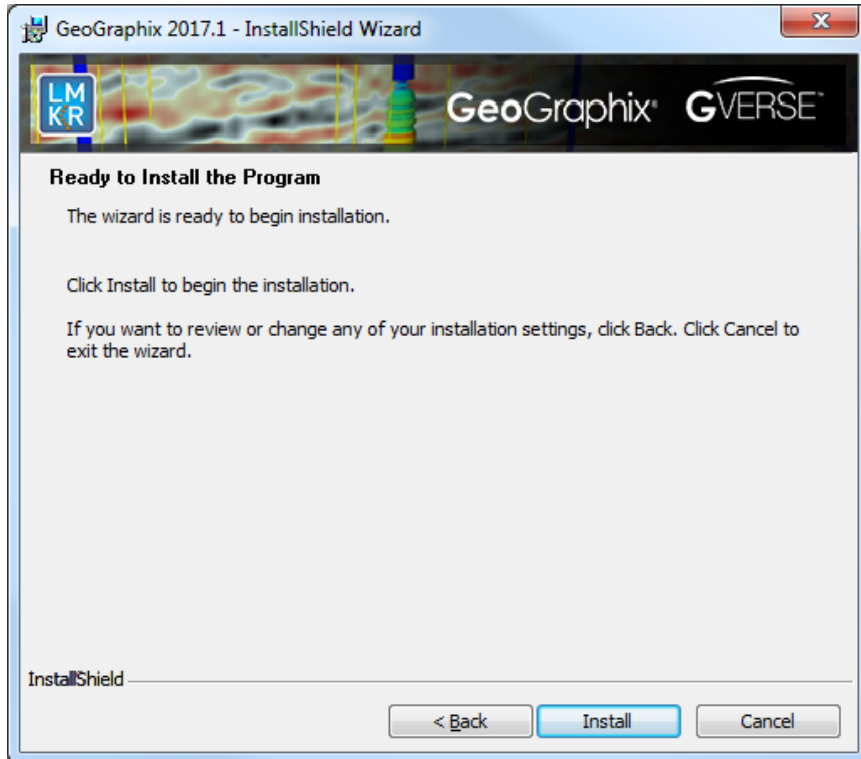 GeoGraphix 2017.1 - InstallShield Wizard
LM
KR
GeoGraphix® GVERSE™
Ready to Install the Program
The wizard is ready to begin installation.
Click Install to begin the installation.
If you want to review or change any of your installation settings, click Back. Click Cancel to
exit the wizard.
InstallShield
< Back Install Cancel